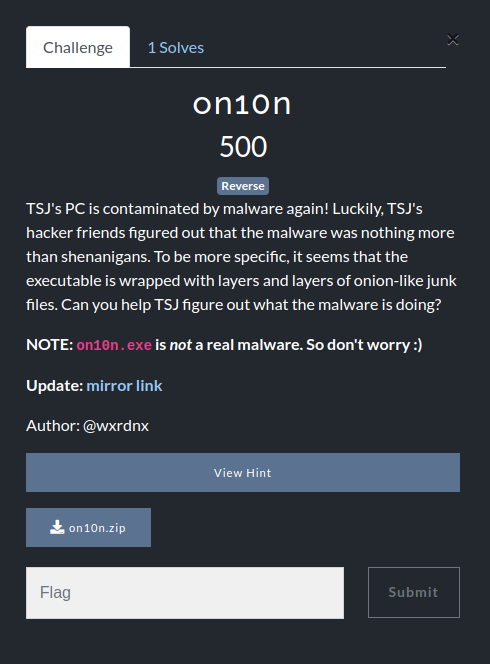 Challenge
1 Solves
×
on10n
500
Reverse
TSJ's PC is contaminated by malware again! Luckily, TSJ's
hacker friends figured out that the malware was nothing more
than shenanigans. To be more specific, it seems that the
executable is wrapped with layers and layers of onion-like junk
files. Can you help TSJ figure out what the malware is doing?
NOTE: on10n.exe is not a real malware. So don't worry :)
Update: mirror link
Author: @wxrdnx
View Hint
on10n.zip
Flag
Submit